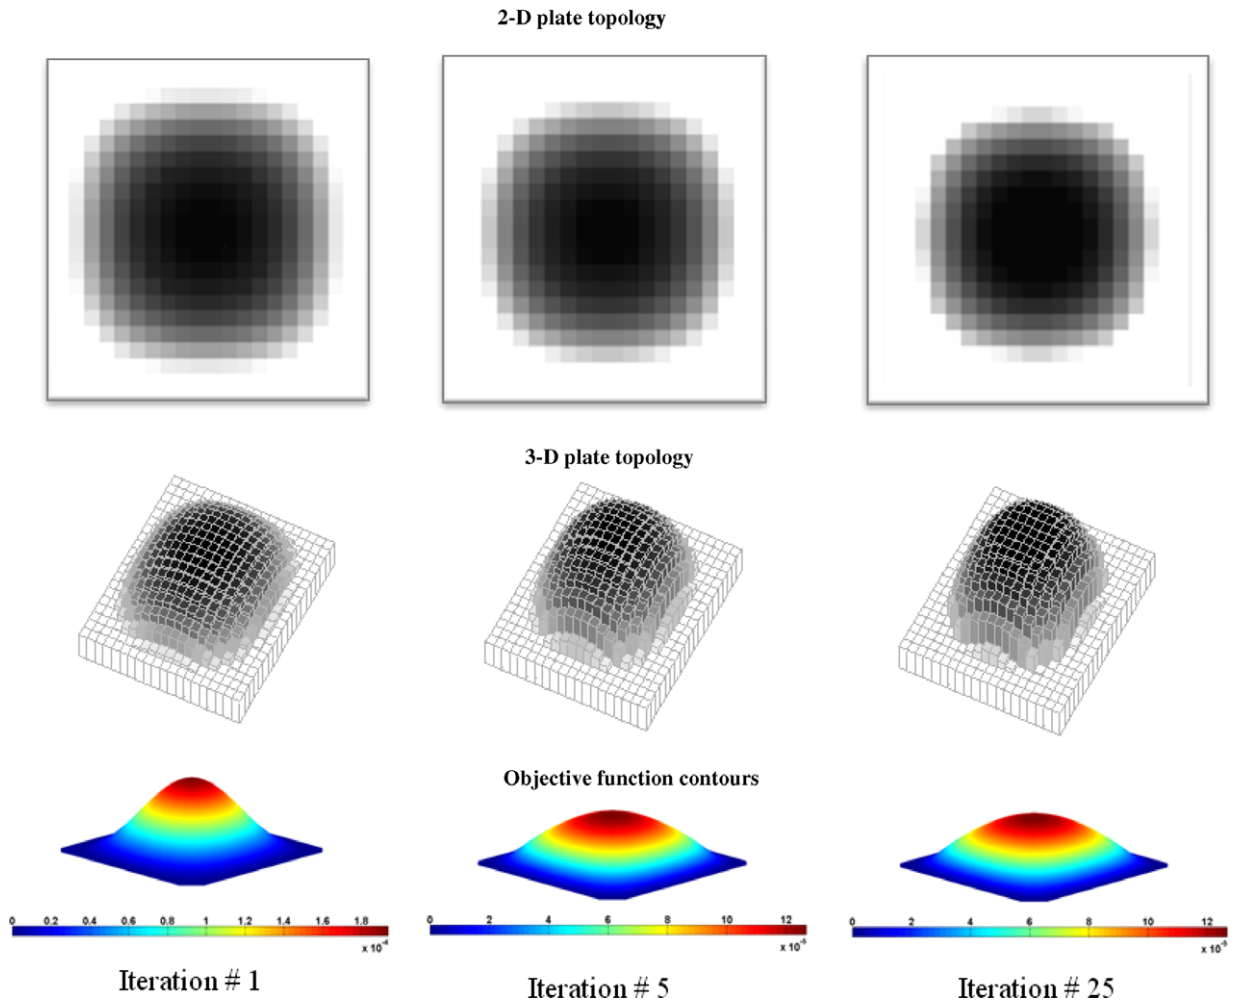 2-D plate topology
3-D plate topology
Objective function contours
0 0.2 0.4 0.6 0.8 1 1.2 1.4 1.6 1.8
x 10⁻⁴
0 2 4 6 8 10 12
x 10⁻⁵
0 2 4 6 8 10 12
x 10⁻⁵
Iteration # 1
Iteration # 5
Iteration # 25